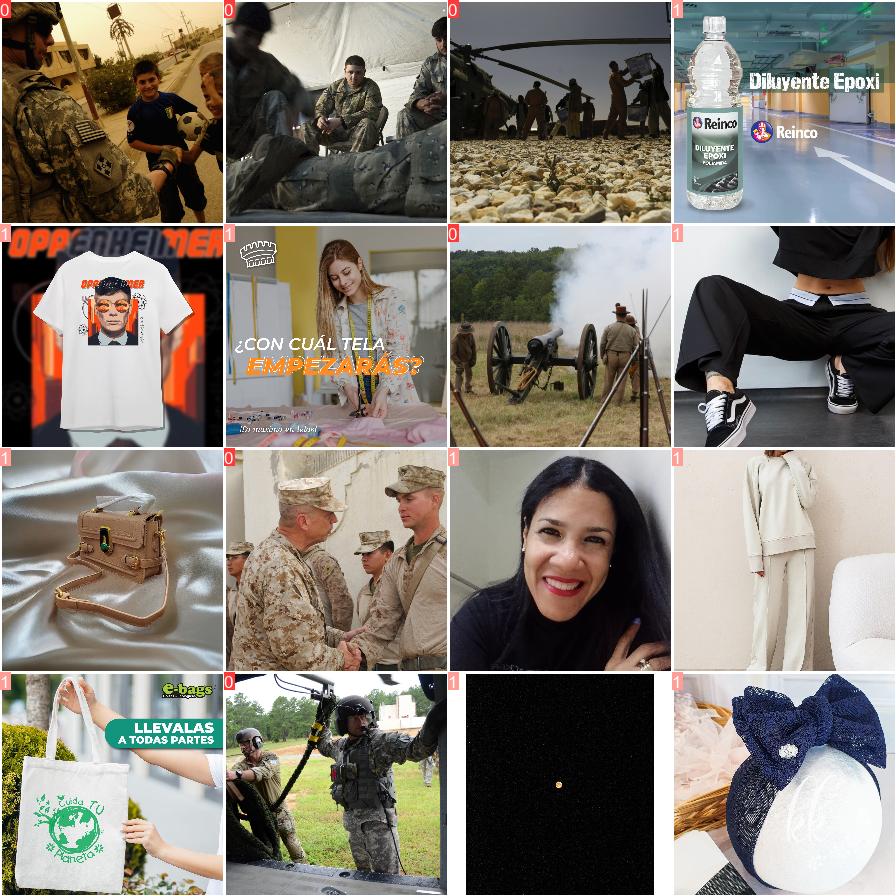 0
0
0
1
Diluyente Epoxi
Reinco
Reinco
DILUYENTE
EPOXI
1
OPPENHEIMER
OPPENHEIMER
1
¿CON CUÁL TELA
EMPEZARÁS?
0
1
1
0
1
1
1
e-bags
LLEVALAS
A TODAS PARTES
Cuida TU
Planeta
0
1
1